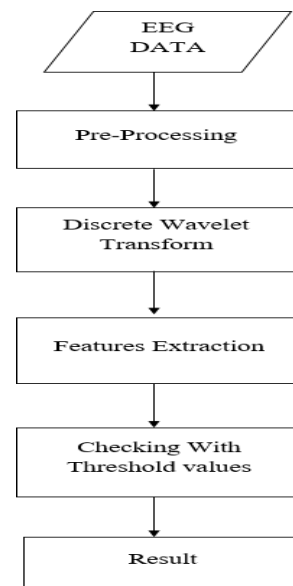 EEG
DATA
Pre-Processing
Discrete Wavelet
Transform
Features Extraction
Checking With
Threshold values
Result